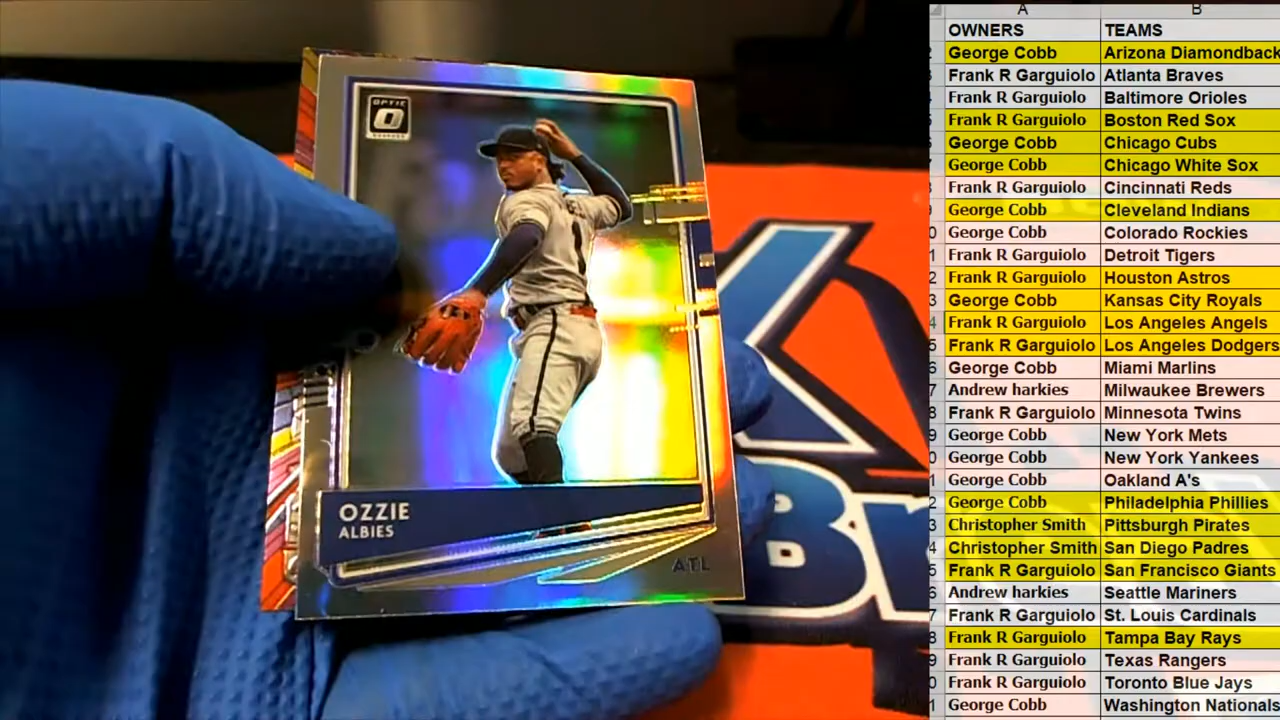 OPTIC
OZZIE
ALBIES
ATL
A B
OWNERS TEAMS
George Cobb Arizona Diamondback
Frank R Garguiolo Atlanta Braves
Frank R Garguiolo Baltimore Orioles
Frank R Garguiolo Boston Red Sox
George Cobb Chicago Cubs
George Cobb Chicago White Sox
Frank R Garguiolo Cincinnati Reds
George Cobb Cleveland Indians
George Cobb Colorado Rockies
Frank R Garguiolo Detroit Tigers
Frank R Garguiolo Houston Astros
George Cobb Kansas City Royals
Frank R Garguiolo Los Angeles Angels
Frank R Garguiolo Los Angeles Dodgers
George Cobb Miami Marlins
Andrew harkies Milwaukee Brewers
Frank R Garguiolo Minnesota Twins
George Cobb New York Mets
George Cobb New York Yankees
George Cobb Oakland A's
George Cobb Philadelphia Phillies
Christopher Smith Pittsburgh Pirates
Christopher Smith San Diego Padres
Frank R Garguiolo San Francisco Giants
Andrew harkies Seattle Mariners
Frank R Garguiolo St. Louis Cardinals
Frank R Garguiolo Tampa Bay Rays
Frank R Garguiolo Texas Rangers
Frank R Garguiolo Toronto Blue Jays
George Cobb Washington Nationals